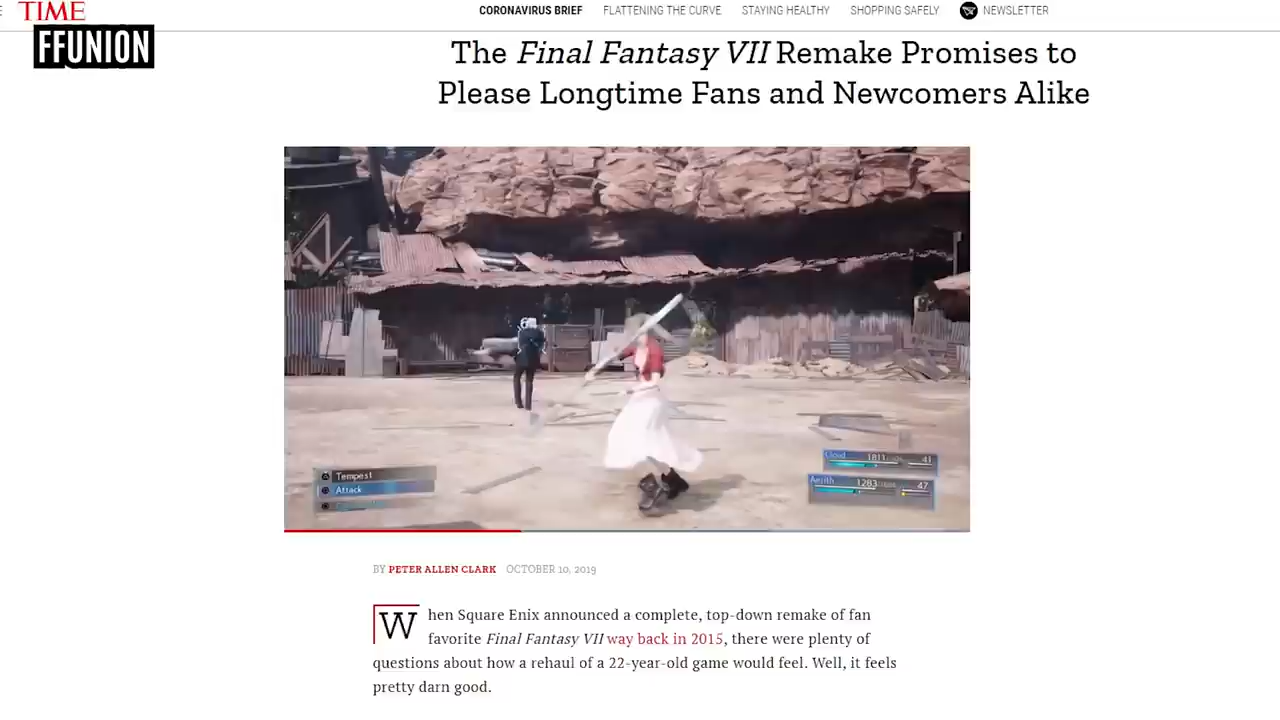 TIME
CORONAVIRUS BRIEF FLATTENING THE CURVE STAYING HEALTHY SHOPPING SAFELY NEWSLETTER
FFUNION
The Final Fantasy VII Remake Promises to
Please Longtime Fans and Newcomers Alike
Tempest
Attack
Cloud 1811 41
Aerith 1283 47
BY PETER ALLEN CLARK OCTOBER 10, 2019
When Square Enix announced a complete, top-down remake of fan
favorite Final Fantasy VII way back in 2015, there were plenty of
questions about how a rehaul of a 22-year-old game would feel. Well, it feels
pretty darn good.